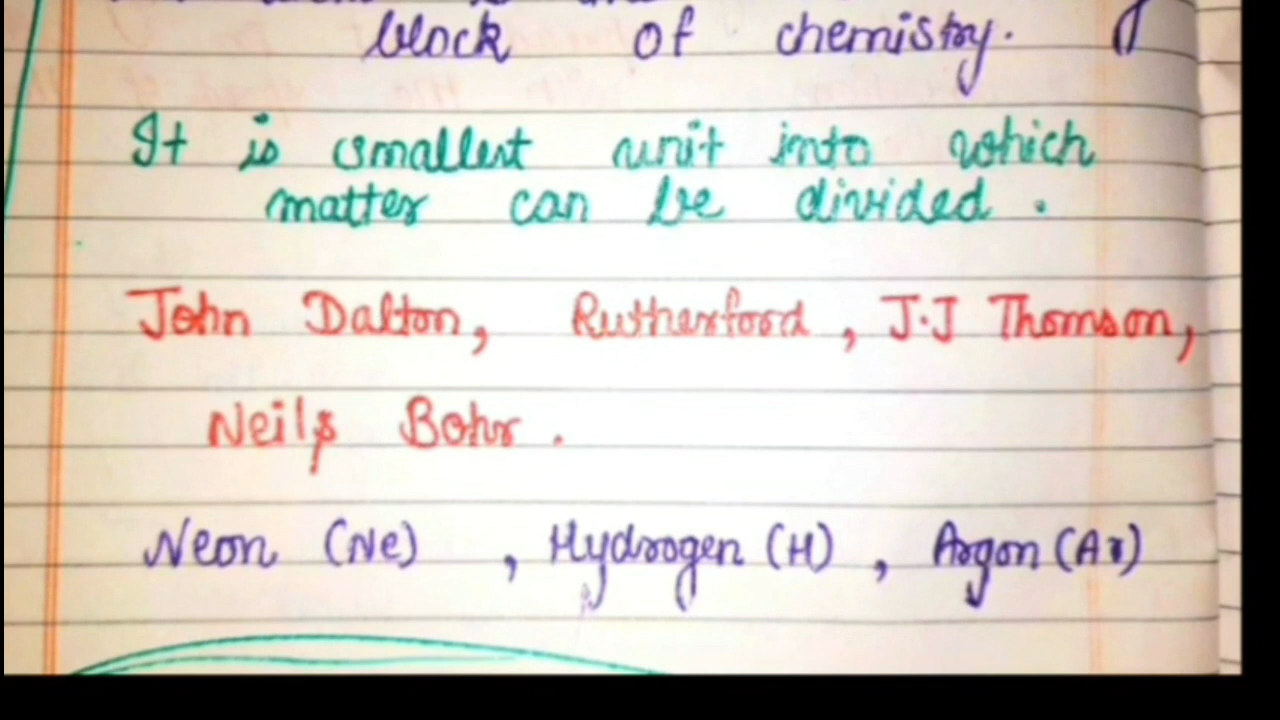 block of chemistry.
It is smallest unit into which
matter can be divided .
John Dalton, Rutherford , J.J Thomson,
Neils Bohr .
Neon (Ne) , Hydrogen (H) , Argon (Ar)